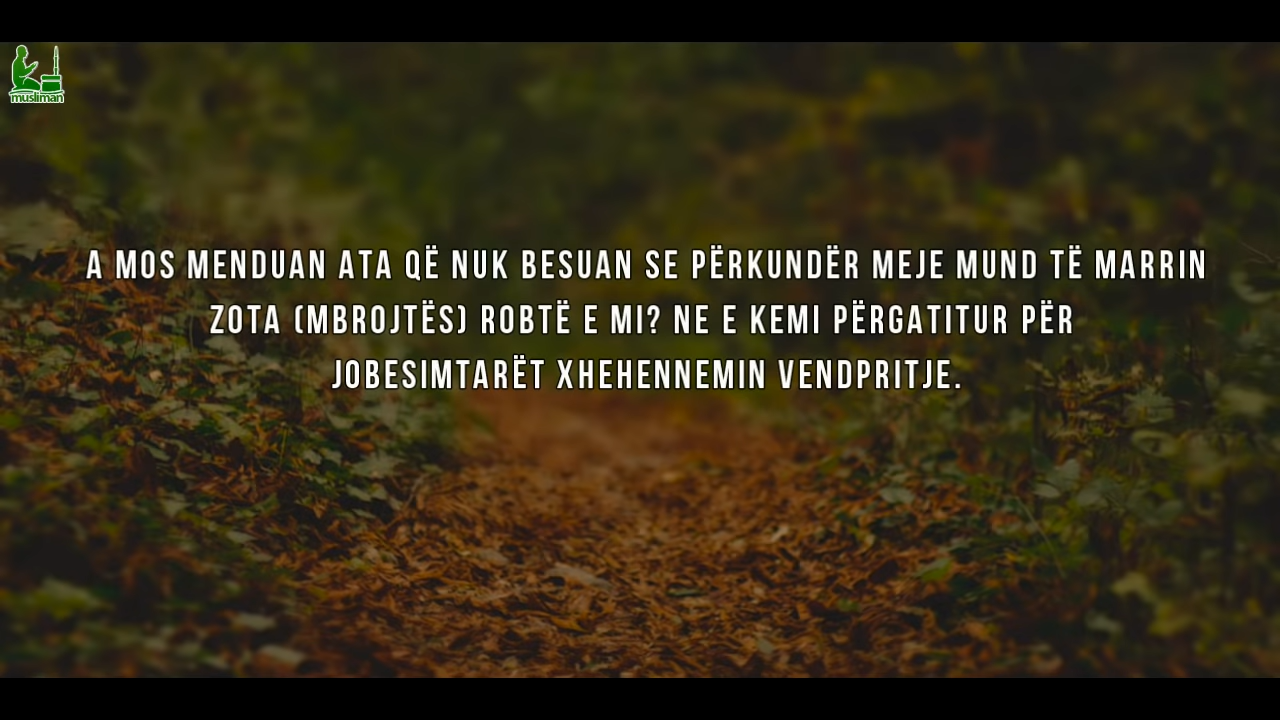 musliman
A MOS MENDUAN ATA QË NUK BESUAN SE PËRKUNDËR MEJE MUND TË MARRIN
ZOTA (MBROJTËS) ROBTË E MI? NE E KEMI PËRGATITUR PËR
JOBESIMTARËT XHEHENNEMIN VENDPRITJE.